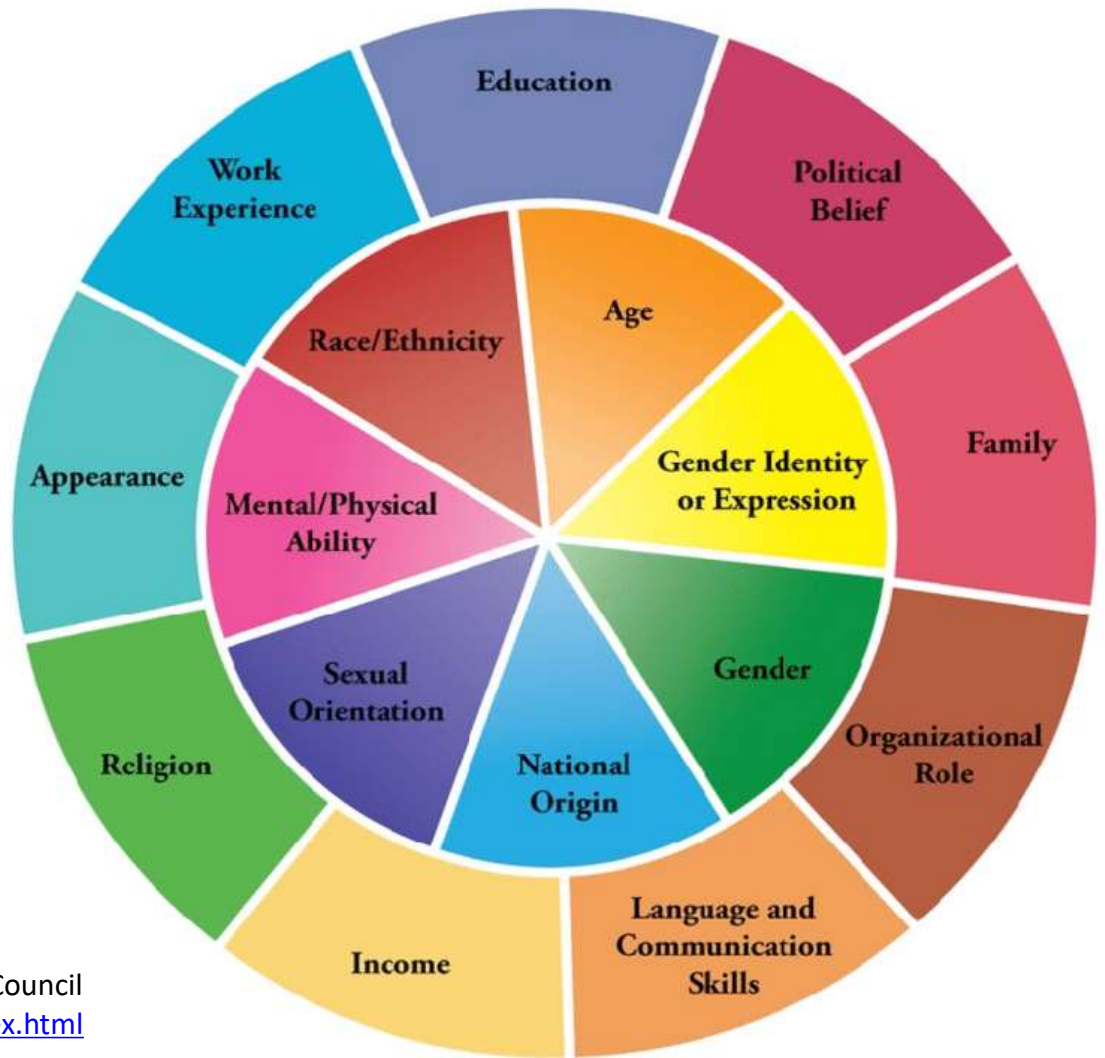 Education
Political
Belief
Family
Organizational
Role
Language and
Communication
Skills
Income
Religion
Appearance
Work
Experience
Age
Gender Identity
or Expression
Gender
National
Origin
Sexual
Orientation
Mental/Physical
Ability
Race/Ethnicity
Council
x.html